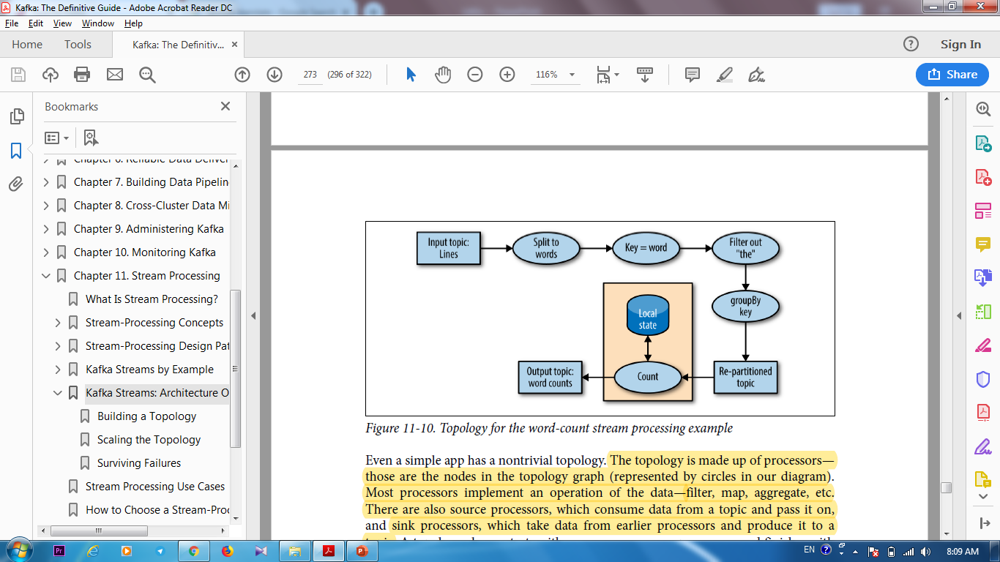 Kafka: The Definitive Guide - Adobe Acrobat Reader DC
File Edit View Window Help
Home Tools Kafka: The Definitiv... ×
Sign In
273 (296 of 322)
116%
Share
Bookmarks
Chapter 6. Reliable Data Deliver
Chapter 7. Building Data Pipelin
Chapter 8. Cross-Cluster Data Mi
Chapter 9. Administering Kafka
Chapter 10. Monitoring Kafka
Chapter 11. Stream Processing
What Is Stream Processing?
Stream-Processing Concepts
Stream-Processing Design Pat
Kafka Streams by Example
Kafka Streams: Architecture O
Building a Topology
Scaling the Topology
Surviving Failures
Stream Processing Use Cases
How to Choose a Stream-Proc
Input topic:
Lines
Split to
words
Key = word
Filter out
"the"
groupBy
key
Local
state
Output topic:
word counts
Count
Re-partitioned
topic
Figure 11-10. Topology for the word-count stream processing example
Even a simple app has a nontrivial topology. The topology is made up of processors—
those are the nodes in the topology graph (represented by circles in our diagram).
Most processors implement an operation of the data—filter, map, aggregate, etc.
There are also source processors, which consume data from a topic and pass it on,
and sink processors, which take data from earlier processors and produce it to a
Pr
EN
8:09 AM